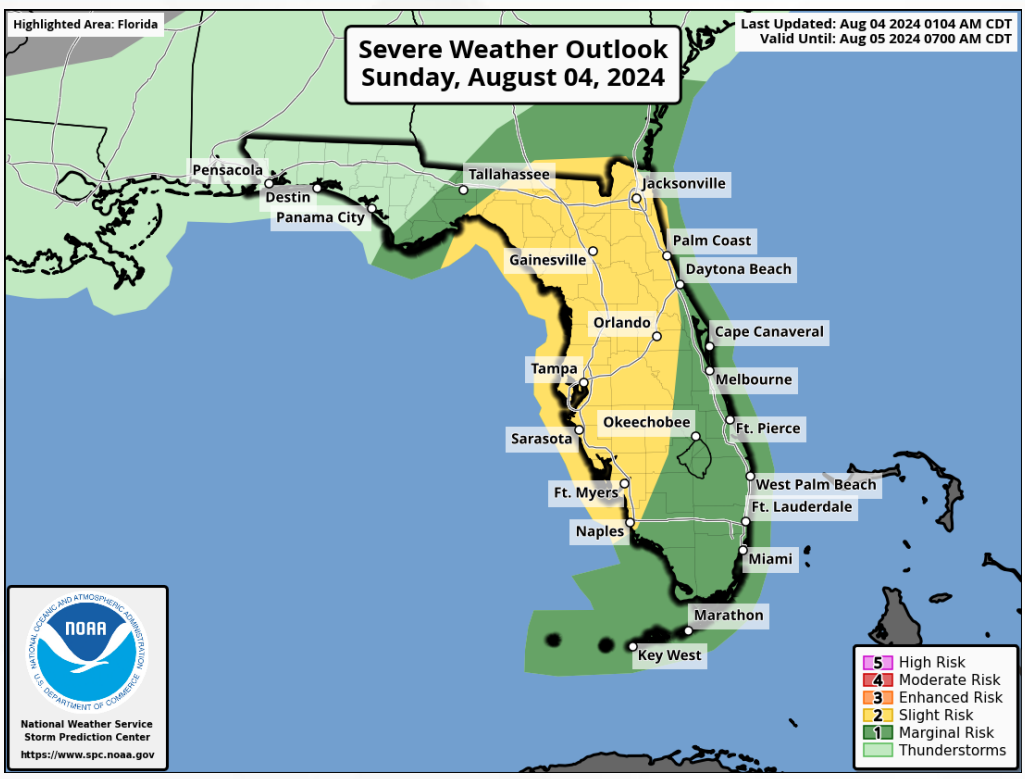 Highlighted Area: Florida
Severe Weather Outlook
Sunday, August 04, 2024
Last Updated: Aug 04 2024 0104 AM CDT
Valid Until: Aug 05 2024 0700 AM CDT
Pensacola
Destin
Panama City
Tallahassee
Jacksonville
Palm Coast
Gainesville
Daytona Beach
Orlando
Cape Canaveral
Tampa
Melbourne
Okeechobee
Ft. Pierce
Sarasota
West Palm Beach
Ft. Myers
Ft. Lauderdale
Naples
Miami
Marathon
Key West
NATIONAL OCEANIC AND ATMOSPHERIC ADMINISTRATION
NOAA
U.S. DEPARTMENT OF COMMERCE
National Weather Service
Storm Prediction Center
https://www.spc.noaa.gov
5 High Risk
4 Moderate Risk
3 Enhanced Risk
2 Slight Risk
1 Marginal Risk
Thunderstorms